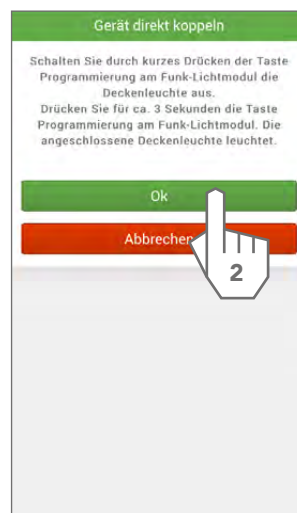 Gerät direkt koppeln
Schalten Sie durch kurzes Drücken der Taste
Programmierung am Funk-Lichtmodul die
Deckenleuchte aus.
Drücken Sie für ca. 3 Sekunden die Taste
Programmierung am Funk-Lichtmodul. Die
angeschlossene Deckenleuchte leuchtet.
Ok
Abbrechen
2